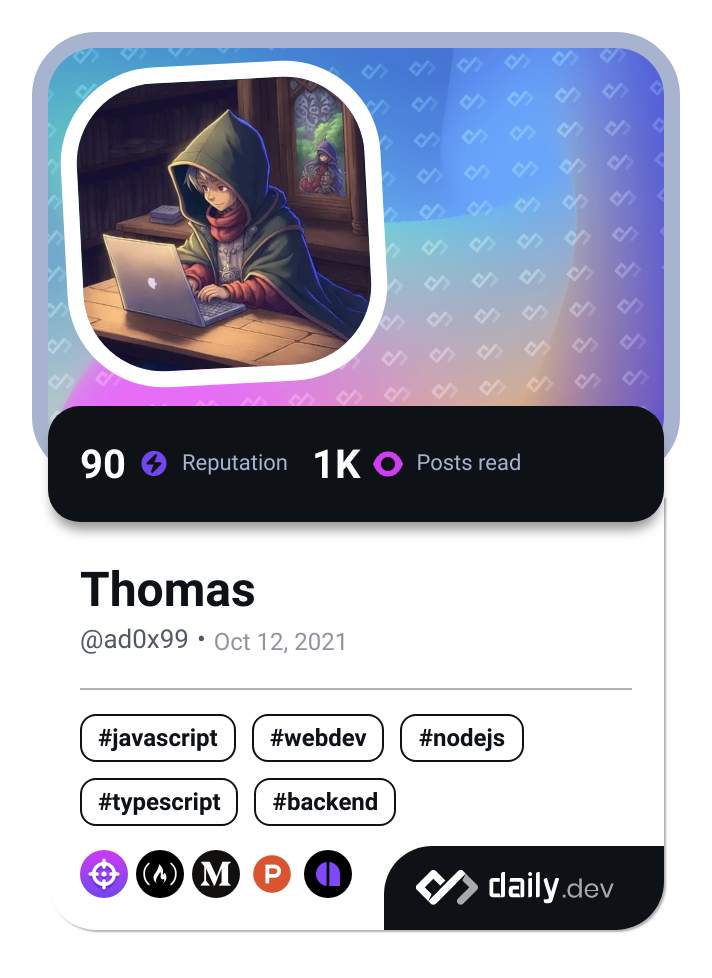 90 Reputation 1K Posts read
Thomas
@ad0x99 • Oct 12, 2021
#javascript #webdev #nodejs
#typescript #backend
M P daily.dev